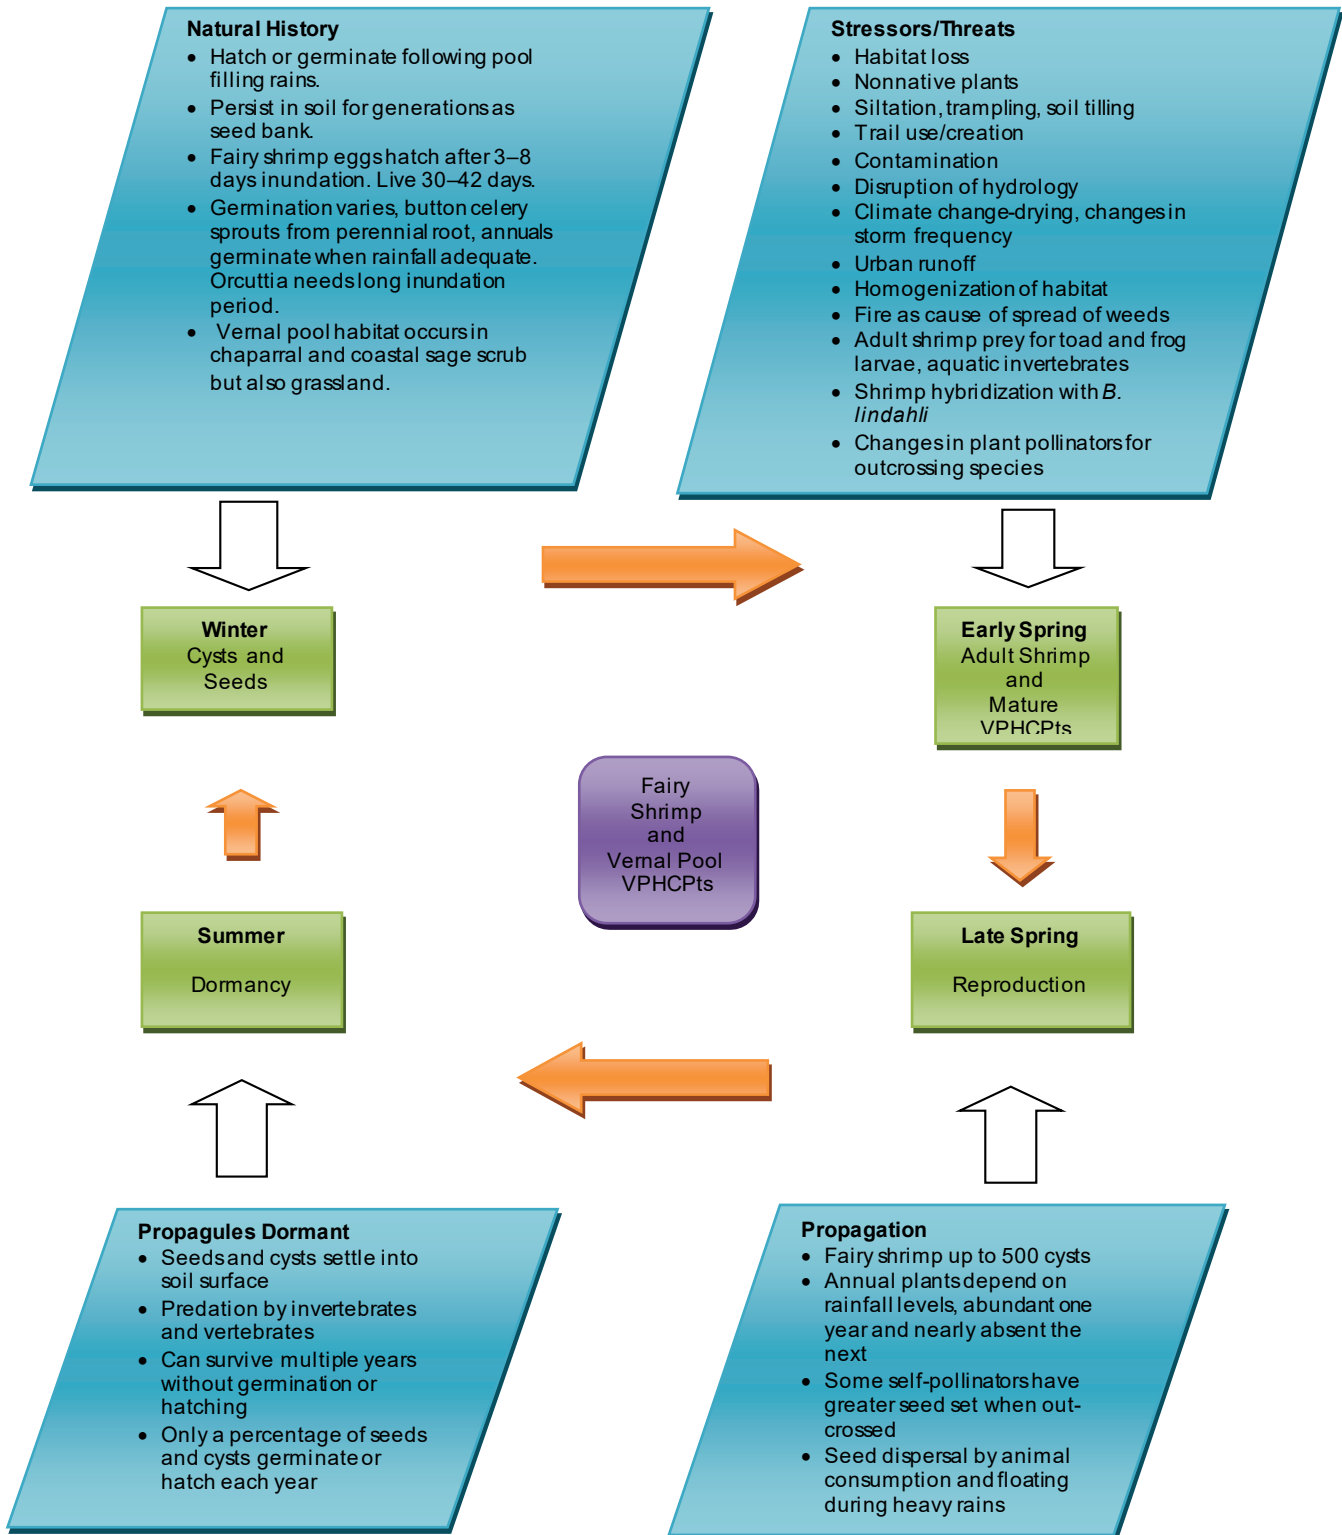 Natural History
• Hatch or germinate following pool
filling rains.
• Persist in soil for generations as
seed bank.
• Fairy shrimp eggs hatch after 3–8
days inundation. Live 30–42 days.
• Germination varies, button celery
sprouts from perennial root, annuals
germinate when rainfall adequate.
Orcuttia needs long inundation
period.
• Vernal pool habitat occurs in
chaparral and coastal sage scrub
but also grassland.
Stressors/Threats
• Habitat loss
• Nonnative plants
• Siltation, trampling, soil tilling
• Trail use/creation
• Contamination
• Disruption of hydrology
• Climate change-drying, changes in
storm frequency
• Urban runoff
• Homogenization of habitat
• Fire as cause of spread of weeds
• Adult shrimp prey for toad and frog
larvae, aquatic invertebrates
• Shrimp hybridization with B.
lindahli
• Changes in plant pollinators for
outcrossing species
Winter
Cysts and
Seeds
Early Spring
Adult Shrimp
and
Mature
VPHCPts
Fairy
Shrimp
and
Vernal Pool
VPHCPts
Summer
Dormancy
Late Spring
Reproduction
Propagules Dormant
• Seeds and cysts settle into
soil surface
• Predation by invertebrates
and vertebrates
• Can survive multiple years
without germination or
hatching
• Only a percentage of seeds
and cysts germinate or
hatch each year
Propagation
• Fairy shrimp up to 500 cysts
• Annual plants depend on
rainfall levels, abundant one
year and nearly absent the
next
• Some self-pollinators have
greater seed set when out-
crossed
• Seed dispersal by animal
consumption and floating
during heavy rains